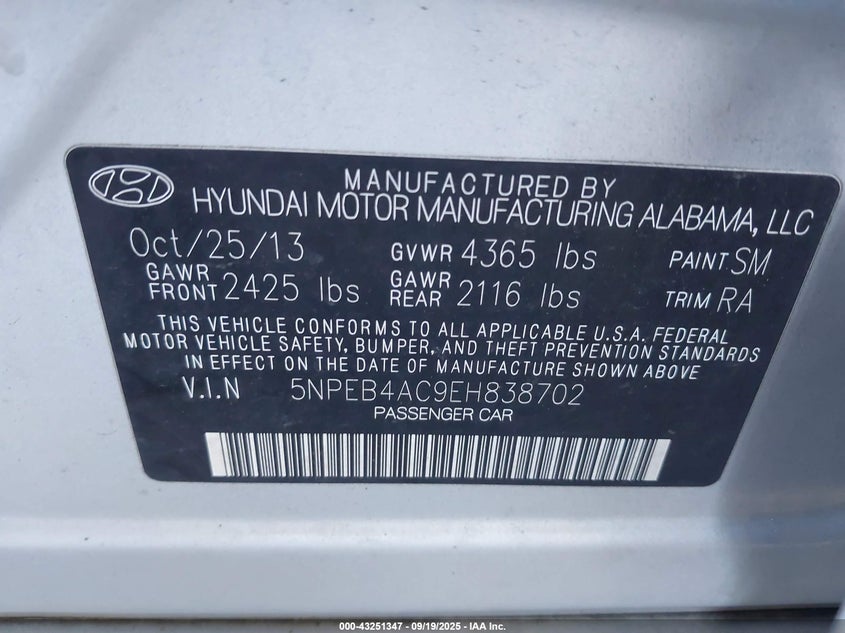 MANUFACTURED BY
HYUNDAI MOTOR MANUFACTURING ALABAMA, LLC
Oct/25/13 GVWR 4365 lbs PAINT SM
GAWR FRONT 2425 lbs GAWR REAR 2116 lbs TRIM RA
THIS VEHICLE CONFORMS TO ALL APPLICABLE U.S.A. FEDERAL
MOTOR VEHICLE SAFETY, BUMPER, AND THEFT PREVENTION STANDARDS
IN EFFECT ON THE DATE OF MANUFACTURE SHOWN ABOVE
V.I.N 5NPEB4AC9EH838702
PASSENGER CAR
000-43251347 - 09/19/2025 - IAA Inc.